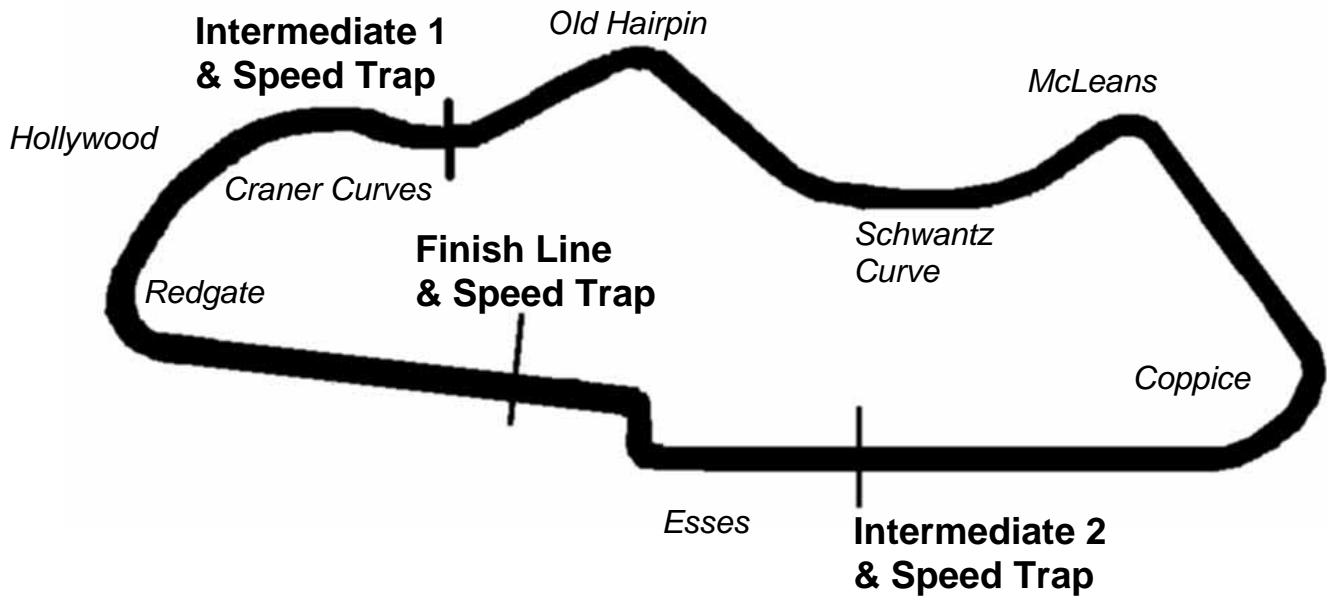 Old Hairpin
Intermediate 1
& Speed Trap
McLeans
Hollywood
Craner Curves
Schwantz
Curve
Finish Line
& Speed Trap
Redgate
Coppice
Esses
Intermediate 2
& Speed Trap